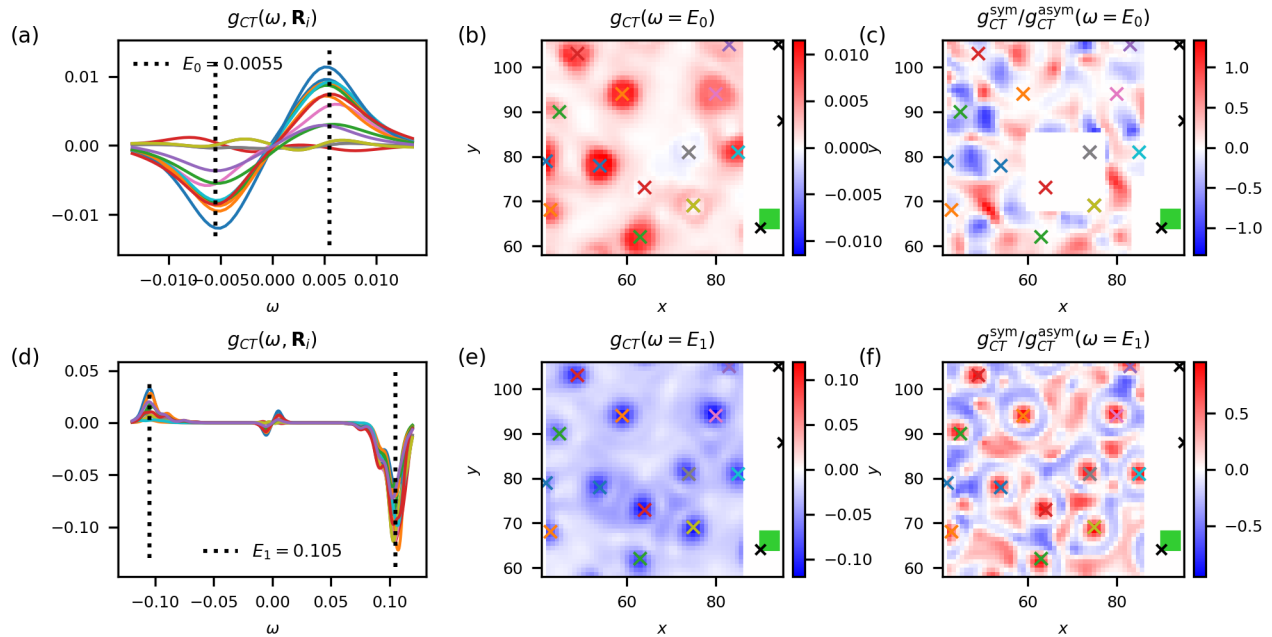 (a)
g_CT(ω, R_i)
E_0 = 0.0055
0.01
0.00
−0.01
−0.010 −0.005 0.000 0.005 0.010
ω
(b)
g_CT(ω = E_0)
y
100
90
80
70
60
60 80
x
0.010
0.005
0.000
−0.005
−0.010
(c)
g_CT^sym/g_CT^asym(ω = E_0)
y
100
90
80
70
60
60 80
x
1.0
0.5
0.0
−0.5
−1.0
(d)
g_CT(ω, R_i)
0.05
0.00
−0.05
−0.10
E_1 = 0.105
−0.10 −0.05 0.00 0.05 0.10
ω
(e)
g_CT(ω = E_1)
y
100
90
80
70
60
60 80
x
0.10
0.05
0.00
−0.05
−0.10
(f)
g_CT^sym/g_CT^asym(ω = E_1)
y
100
90
80
70
60
60 80
x
0.5
0.0
−0.5